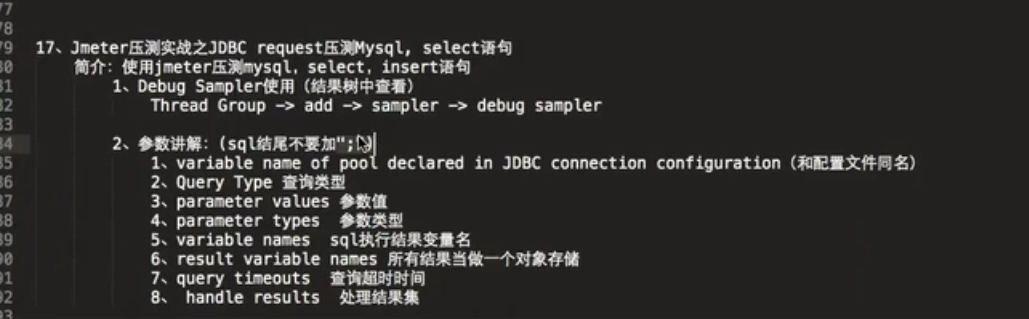 77
78
79 17、Jmeter压测实战之JDBC request压测Mysql, select语句
80 简介: 使用jmeter压测mysql, select, insert语句
81 1、Debug Sampler使用（结果树中查看）
82 Thread Group -> add -> sampler -> debug sampler
83
84 2、参数讲解: (sql结尾不要加";")
85 1、variable name of pool declared in JDBC connection configuration（和配置文件同名）
86 2、Query Type 查询类型
87 3、parameter values 参数值
88 4、parameter types 参数类型
89 5、variable names sql执行结果变量名
90 6、result variable names 所有结果当做一个对象存储
91 7、query timeouts 查询超时时间
92 8、 handle results 处理结果集
93